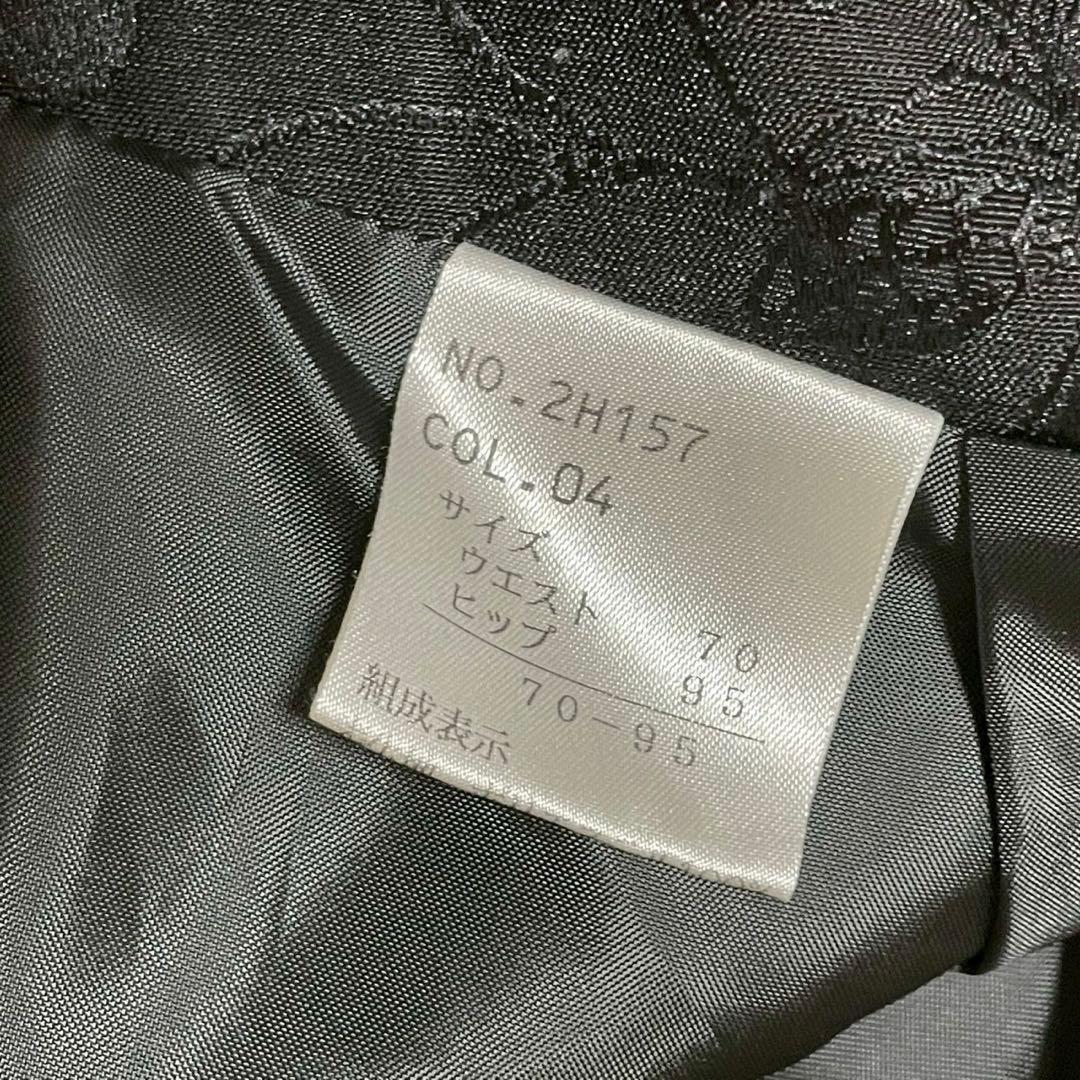 NO.2H157
COL.04
サイズ
ウエスト 70
ヒップ 95
70-95
組成表示